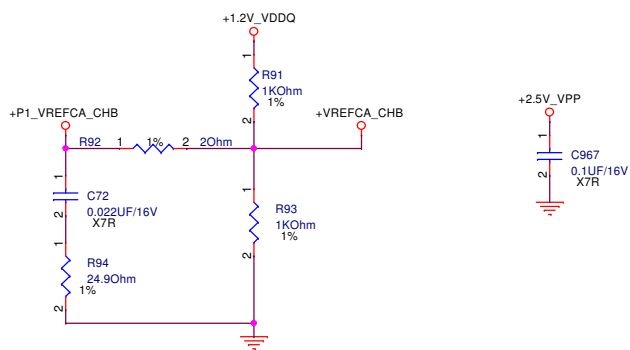 +1.2V_VDDQ
1
R91
1KOhm
1%
2
+P1_VREFCA_CHB
+VREFCA_CHB
+2.5V_VPP
R92
1
1%
2
2Ohm
1
C967
0.1UF/16V
X7R
2
1
C72
0.022UF/16V
X7R
2
1
R93
1KOhm
1%
2
1
R94
24.9Ohm
1%
2